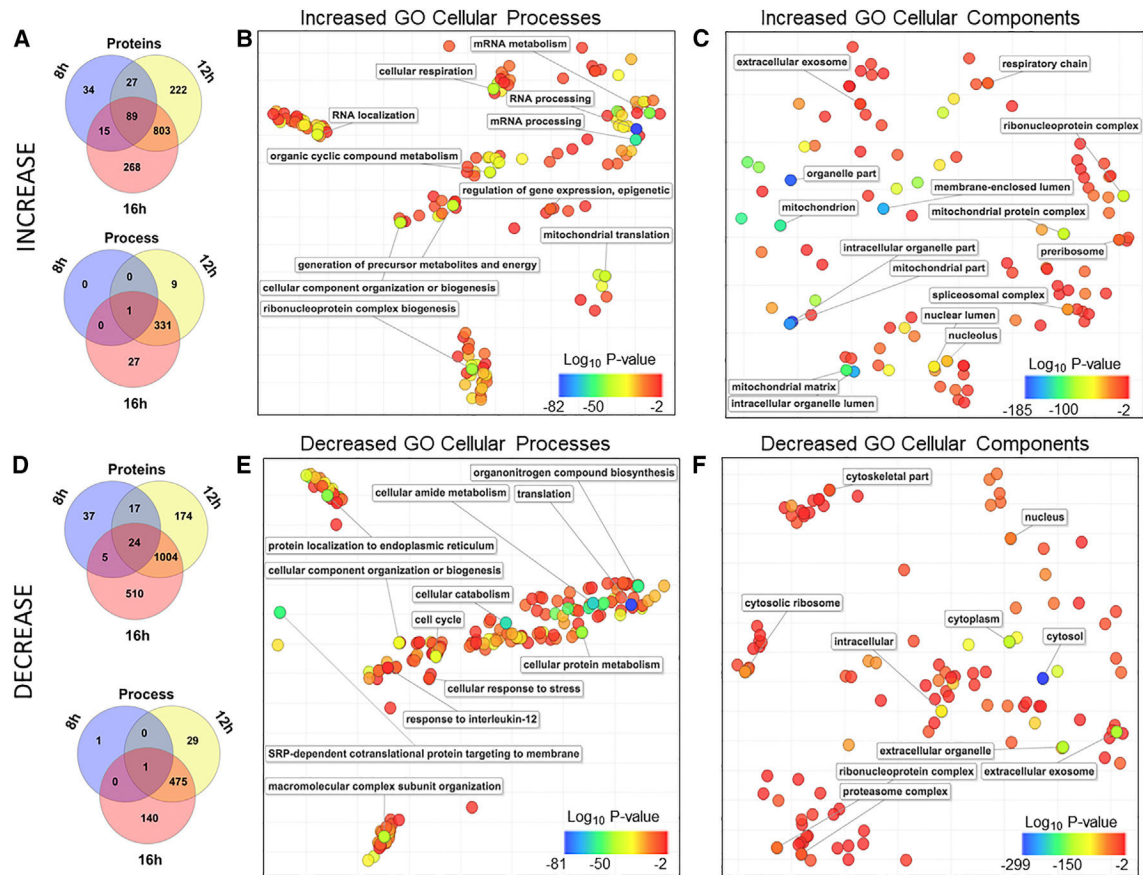 A
Proteins
8h
12h
34
27
222
89
15
803
268
16h
INCREASE
Process
8h
12h
0
0
9
1
0
331
27
16h
B
Increased GO Cellular Processes
mRNA metabolism
cellular respiration
RNA processing
RNA localization
mRNA processing
organic cyclic compound metabolism
regulation of gene expression, epigenetic
mitochondrial translation
generation of precursor metabolites and energy
cellular component organization or biogenesis
ribonucleoprotein complex biogenesis
Log10 P-value
-82 -50 -2
C
Increased GO Cellular Components
extracellular exosome
respiratory chain
ribonucleoprotein complex
organelle part
membrane-enclosed lumen
mitochondrion
mitochondrial protein complex
preribosome
intracellular organelle part
mitochondrial part
spliceosomal complex
nuclear lumen
nucleolus
mitochondrial matrix
intracellular organelle lumen
Log10 P-value
-185 -100 -2
D
Proteins
8h
12h
37
17
174
24
5
1004
510
16h
DECREASE
Process
8h
12h
1
0
29
1
0
475
140
16h
E
Decreased GO Cellular Processes
organonitrogen compound biosynthesis
cellular amide metabolism
translation
protein localization to endoplasmic reticulum
cellular component organization or biogenesis
cellular catabolism
cell cycle
cellular protein metabolism
cellular response to stress
response to interleukin-12
SRP-dependent cotranslational protein targeting to membrane
macromolecular complex subunit organization
Log10 P-value
-81 -50 -2
F
Decreased GO Cellular Components
cytoskeletal part
nucleus
cytosolic ribosome
cytoplasm
intracellular
cytosol
extracellular organelle
ribonucleoprotein complex
extracellular exosome
proteasome complex
Log10 P-value
-299 -150 -2